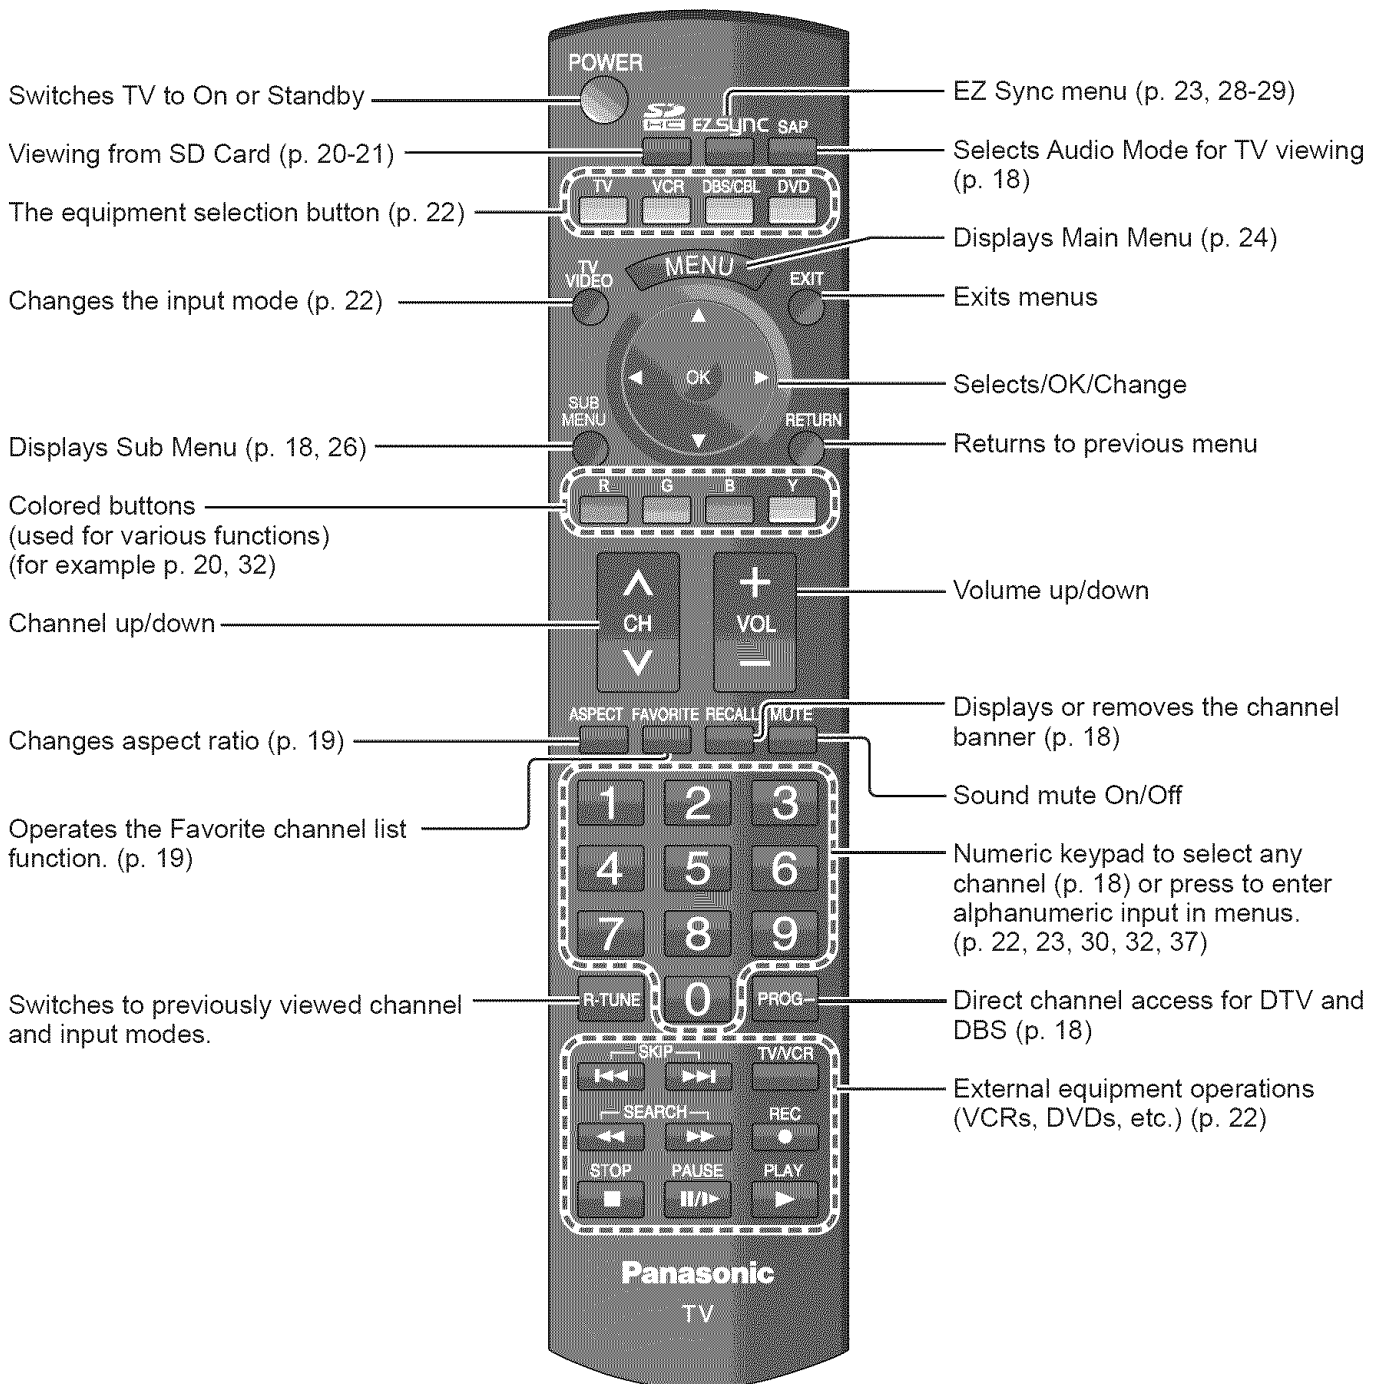 POWER
Switches TV to On or Standby
EZ Sync menu (p. 23, 28-29)
SD HC EZ Sync SAP
Viewing from SD Card (p. 20-21)
Selects Audio Mode for TV viewing
(p. 18)
TV VCR DBS/CBL DVD
The equipment selection button (p. 22)
Displays Main Menu (p. 24)
MENU
TV
VIDEO
EXIT
Changes the input mode (p. 22)
Exits menus
OK
Selects/OK/Change
SUB
MENU
RETURN
Displays Sub Menu (p. 18, 26)
Returns to previous menu
R G B Y
Colored buttons
(used for various functions)
(for example p. 20, 32)
CH
+
VOL
−
Volume up/down
Channel up/down
ASPECT FAVORITE RECALL MUTE
Displays or removes the channel
banner (p. 18)
Changes aspect ratio (p. 19)
Sound mute On/Off
1 2 3
Operates the Favorite channel list
function. (p. 19)
4 5 6
Numeric keypad to select any
channel (p. 18) or press to enter
alphanumeric input in menus.
(p. 22, 23, 30, 32, 37)
7 8 9
R-TUNE 0 PROG
Switches to previously viewed channel
and input modes.
Direct channel access for DTV and
DBS (p. 18)
SKIP TV/VCR
External equipment operations
(VCRs, DVDs, etc.) (p. 22)
SEARCH REC
STOP PAUSE PLAY
Panasonic
TV